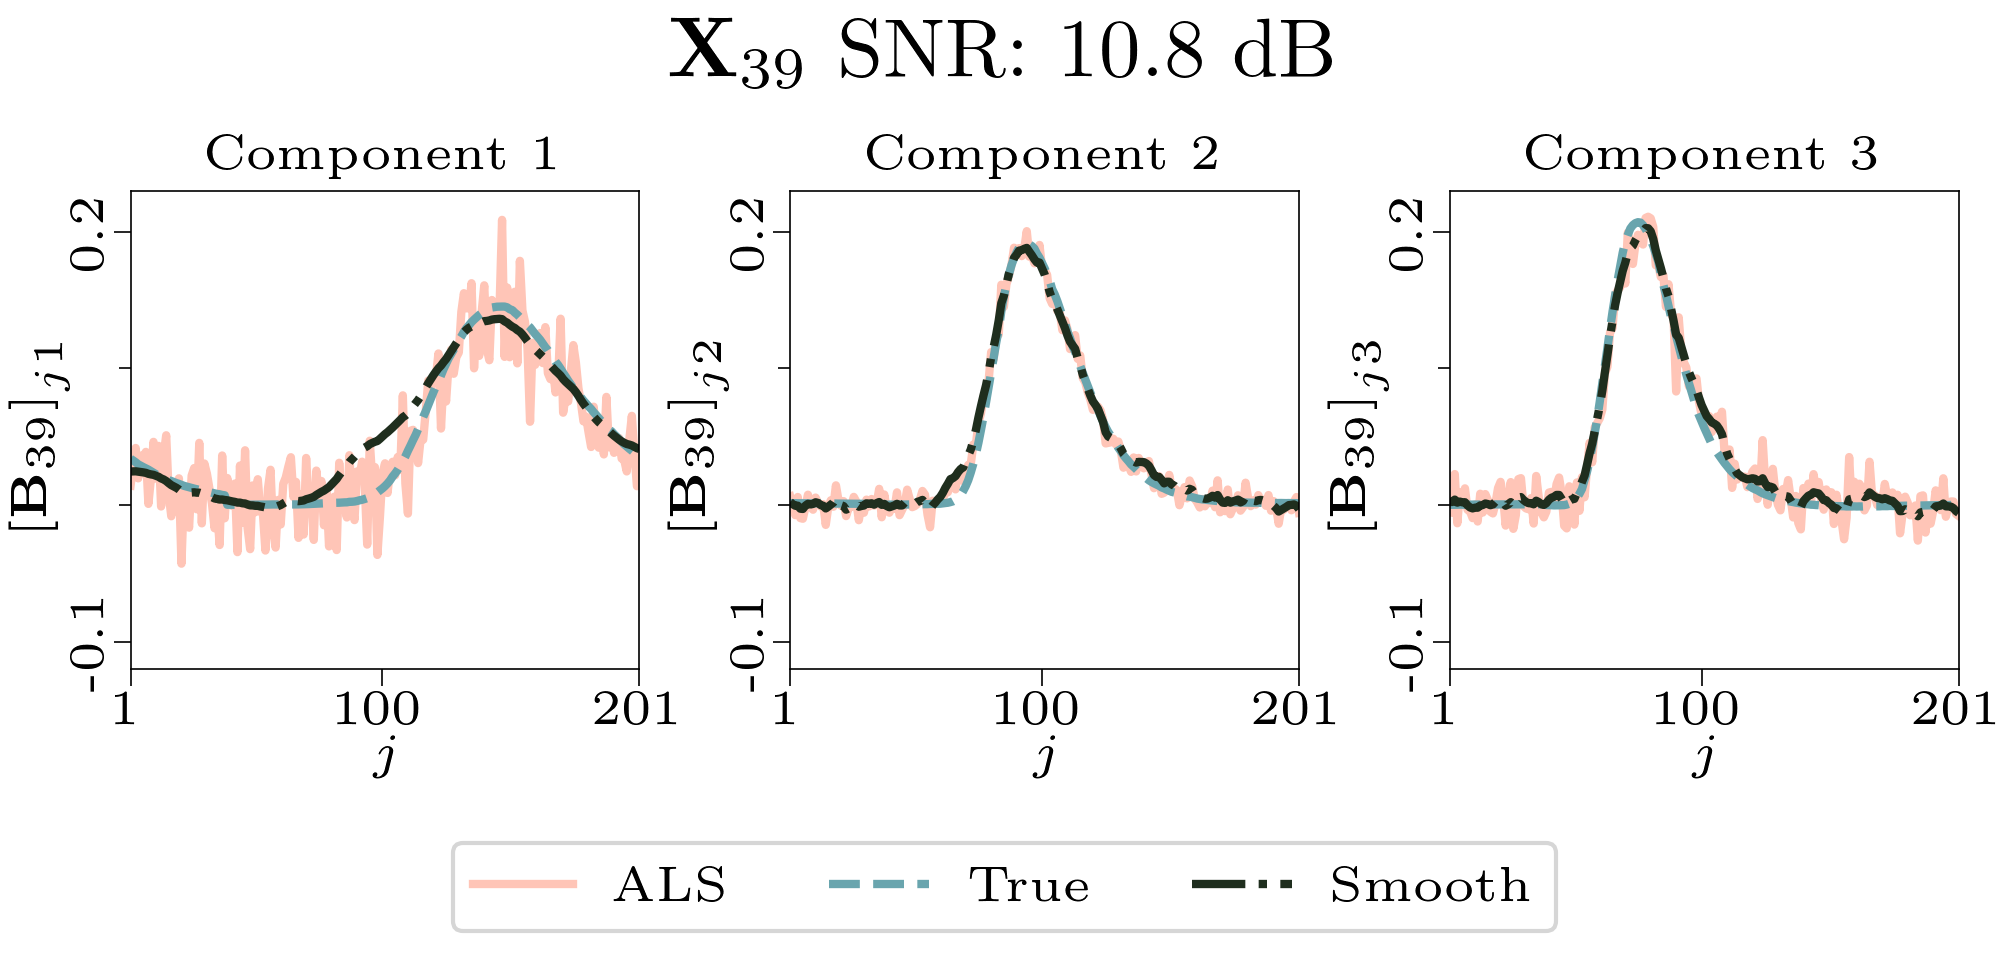 X₃₉ SNR: 10.8 dB
Component 1
Component 2
Component 3
[B₃₉]ⱼ₁
0.2
-0.1
1
100
201
j
[B₃₉]ⱼ₂
0.2
-0.1
1
100
201
j
[B₃₉]ⱼ₃
0.2
-0.1
1
100
201
j
ALS
True
Smooth